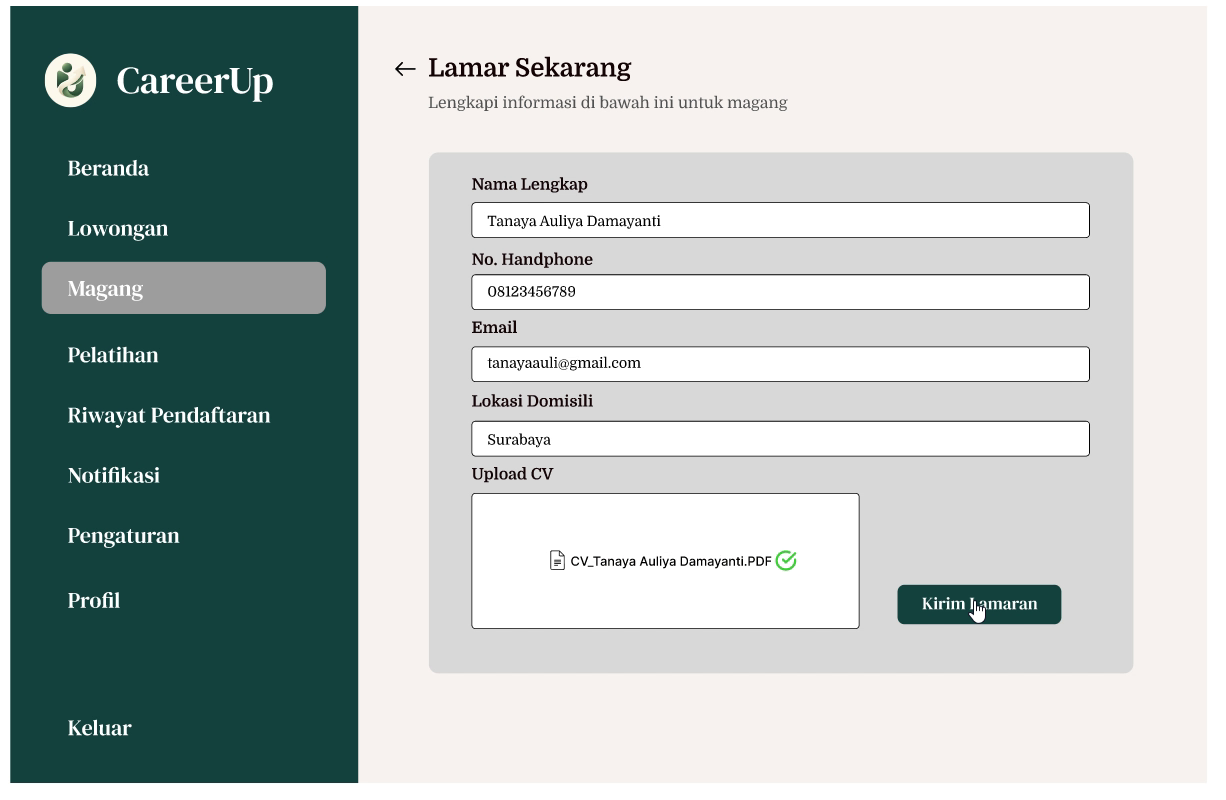 CareerUp
Beranda
Lowongan
Magang
Pelatihan
Riwayat Pendaftaran
Notifikasi
Pengaturan
Profil
Keluar
Lamar Sekarang
Lengkapi informasi di bawah ini untuk magang
Nama Lengkap
Tanaya Auliya Damayanti
No. Handphone
08123456789
Email
tanayaauli@gmail.com
Lokasi Domisili
Surabaya
Upload CV
CV_Tanaya Auliya Damayanti.PDF
Kirim Lamaran